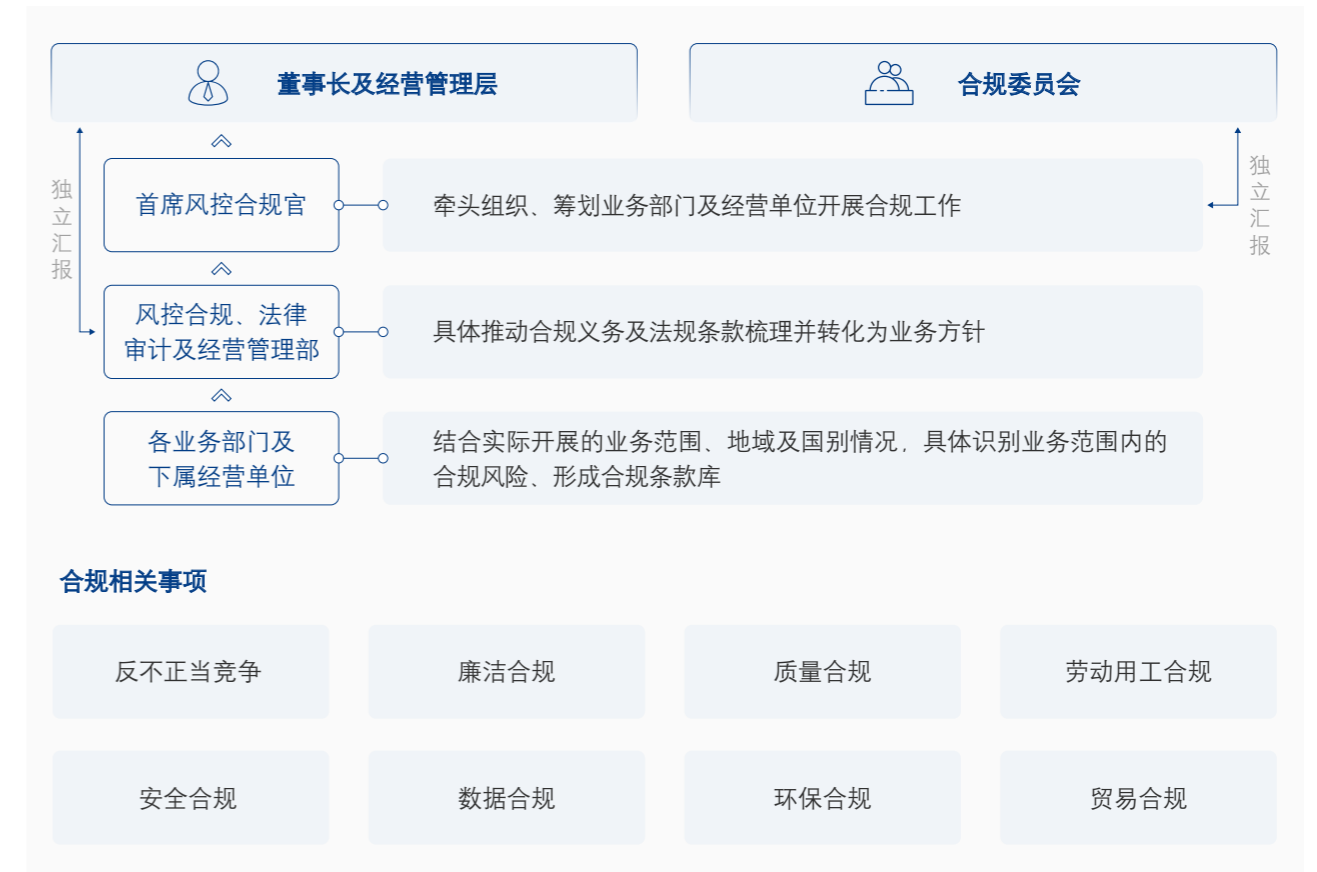 董事长及经营管理层
合规委员会
独立汇报
首席风控合规官
牵头组织、筹划业务部门及经营单位开展合规工作
独立汇报
风控合规、法律
审计及经营管理部
具体推动合规义务及法规条款梳理并转化为业务方针
各业务部门及
下属经营单位
结合实际开展的业务范围、地域及国别情况，具体识别业务范围内的
合规风险、形成合规条款库
合规相关事项
反不正当竞争
廉洁合规
质量合规
劳动用工合规
安全合规
数据合规
环保合规
贸易合规